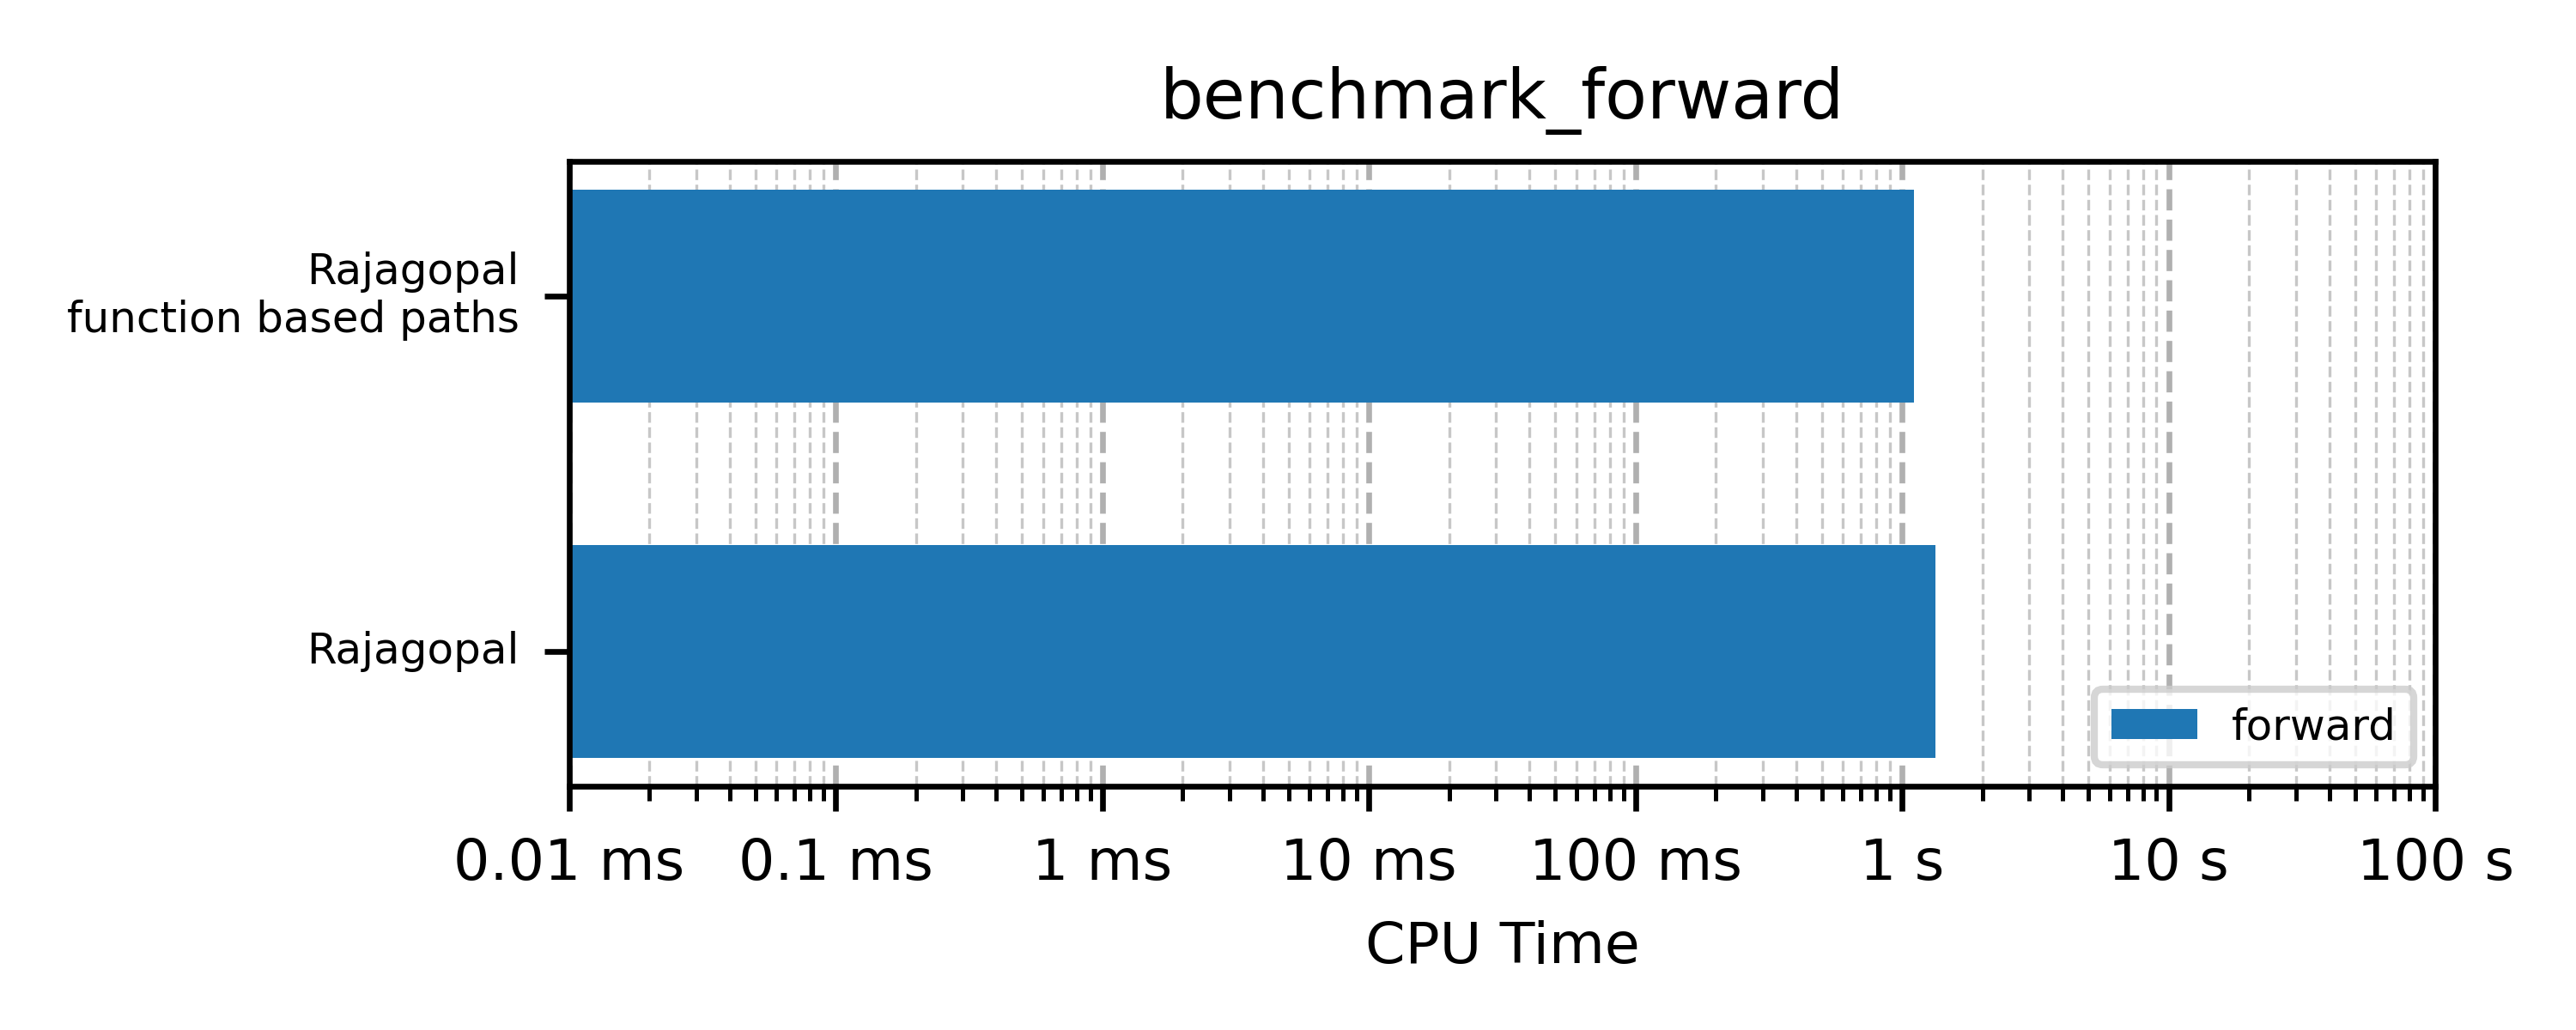 benchmark_forward
Rajagopal
function based paths
Rajagopal
forward
0.01 ms 0.1 ms 1 ms 10 ms 100 ms 1 s 10 s 100 s
CPU Time